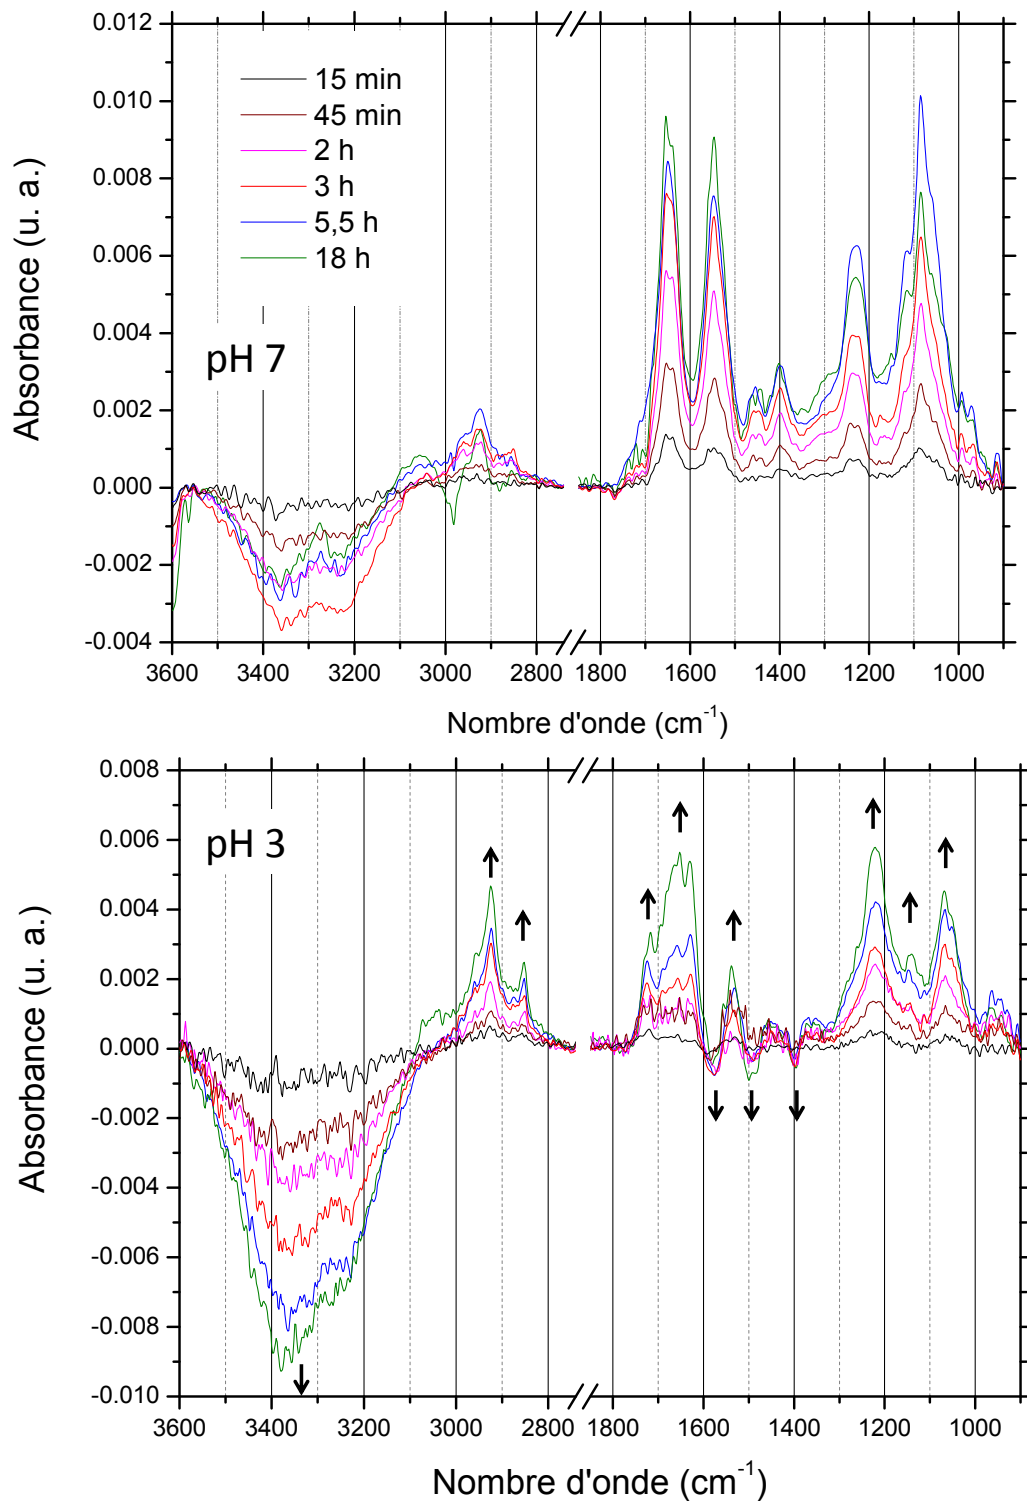 0.012
0.010
0.008
0.006
0.004
0.002
0.000
-0.002
-0.004
Absorbance (u. a.)
15 min
45 min
2 h
3 h
5,5 h
18 h
pH 7
3600 3400 3200 3000 2800 1800 1600 1400 1200 1000
Nombre d'onde (cm⁻¹)
0.008
0.006
0.004
0.002
0.000
-0.002
-0.004
-0.006
-0.008
-0.010
Absorbance (u. a.)
pH 3
3600 3400 3200 3000 2800 1800 1600 1400 1200 1000
Nombre d'onde (cm⁻¹)